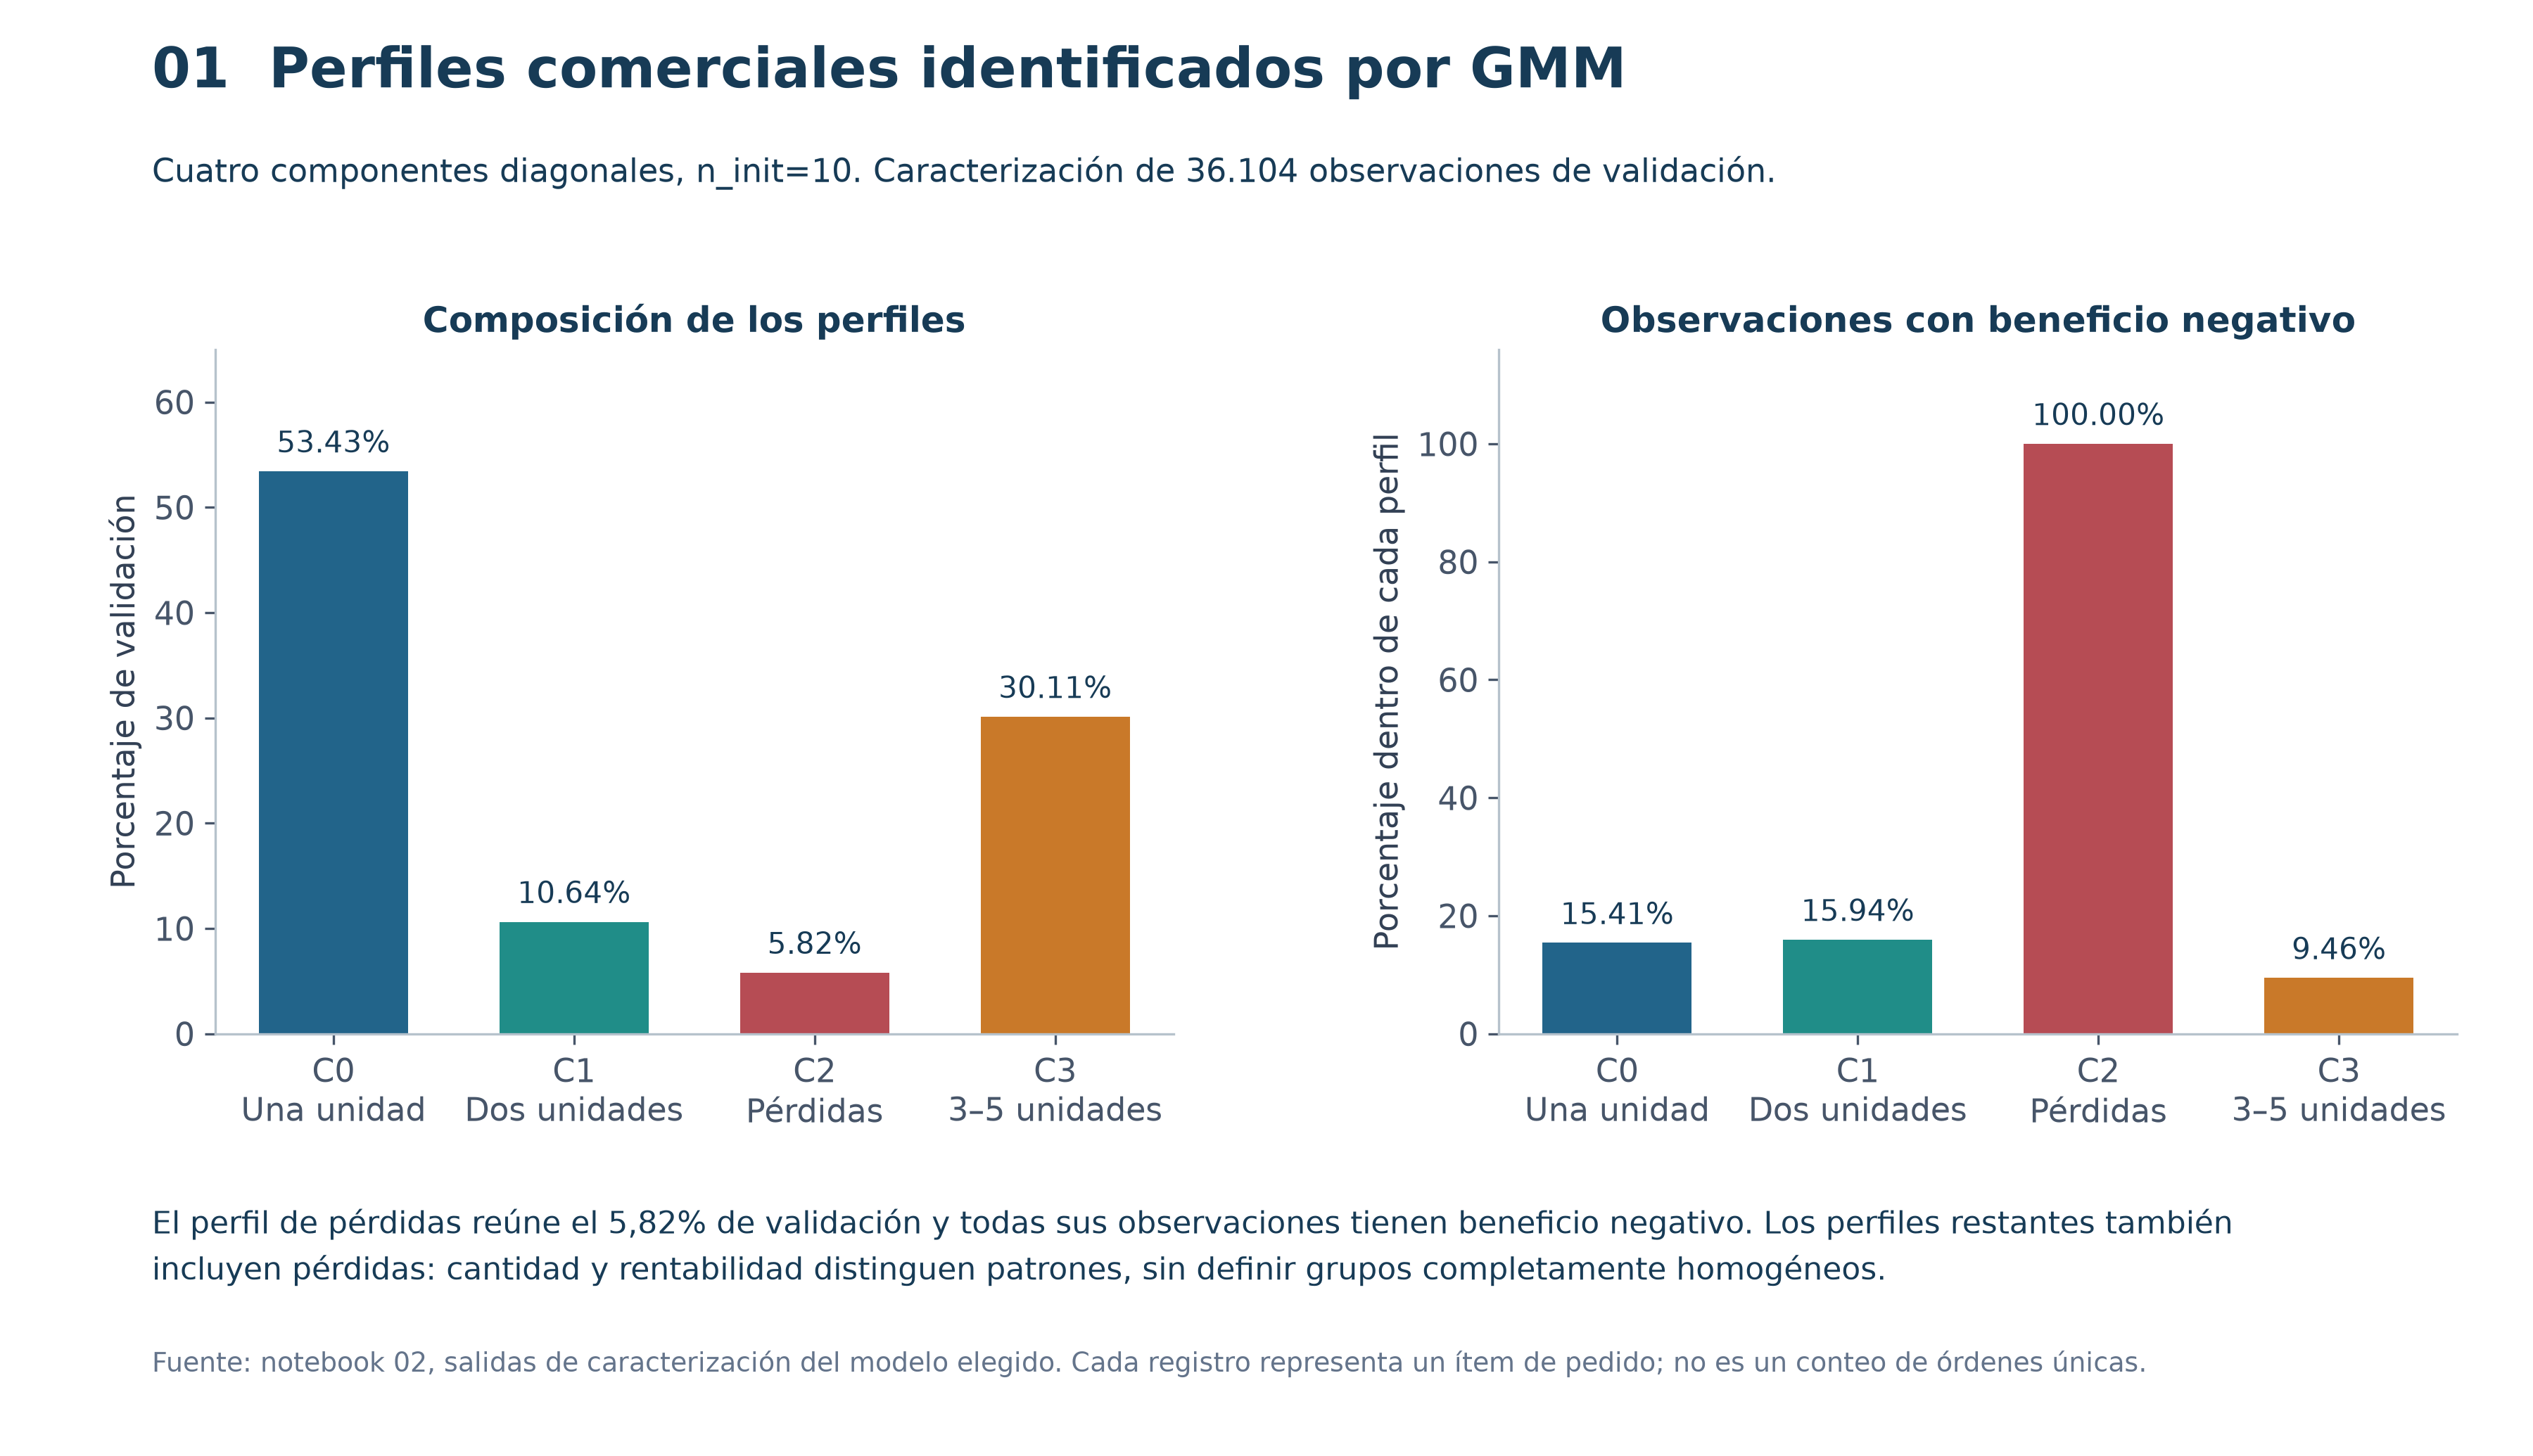 01 Perfiles comerciales identificados por GMM
Cuatro componentes diagonales, n_init=10. Caracterización de 36.104 observaciones de validación.
Composición de los perfiles
Porcentaje de validación
60
50
40
30
20
10
0
53.43%
10.64%
5.82%
30.11%
C0
Una unidad
C1
Dos unidades
C2
Pérdidas
C3
3–5 unidades
Observaciones con beneficio negativo
Porcentaje dentro de cada perfil
100
80
60
40
20
0
15.41%
15.94%
100.00%
9.46%
C0
Una unidad
C1
Dos unidades
C2
Pérdidas
C3
3–5 unidades
El perfil de pérdidas reúne el 5,82% de validación y todas sus observaciones tienen beneficio negativo. Los perfiles restantes también
incluyen pérdidas: cantidad y rentabilidad distinguen patrones, sin definir grupos completamente homogéneos.
Fuente: notebook 02, salidas de caracterización del modelo elegido. Cada registro representa un ítem de pedido; no es un conteo de órdenes únicas.